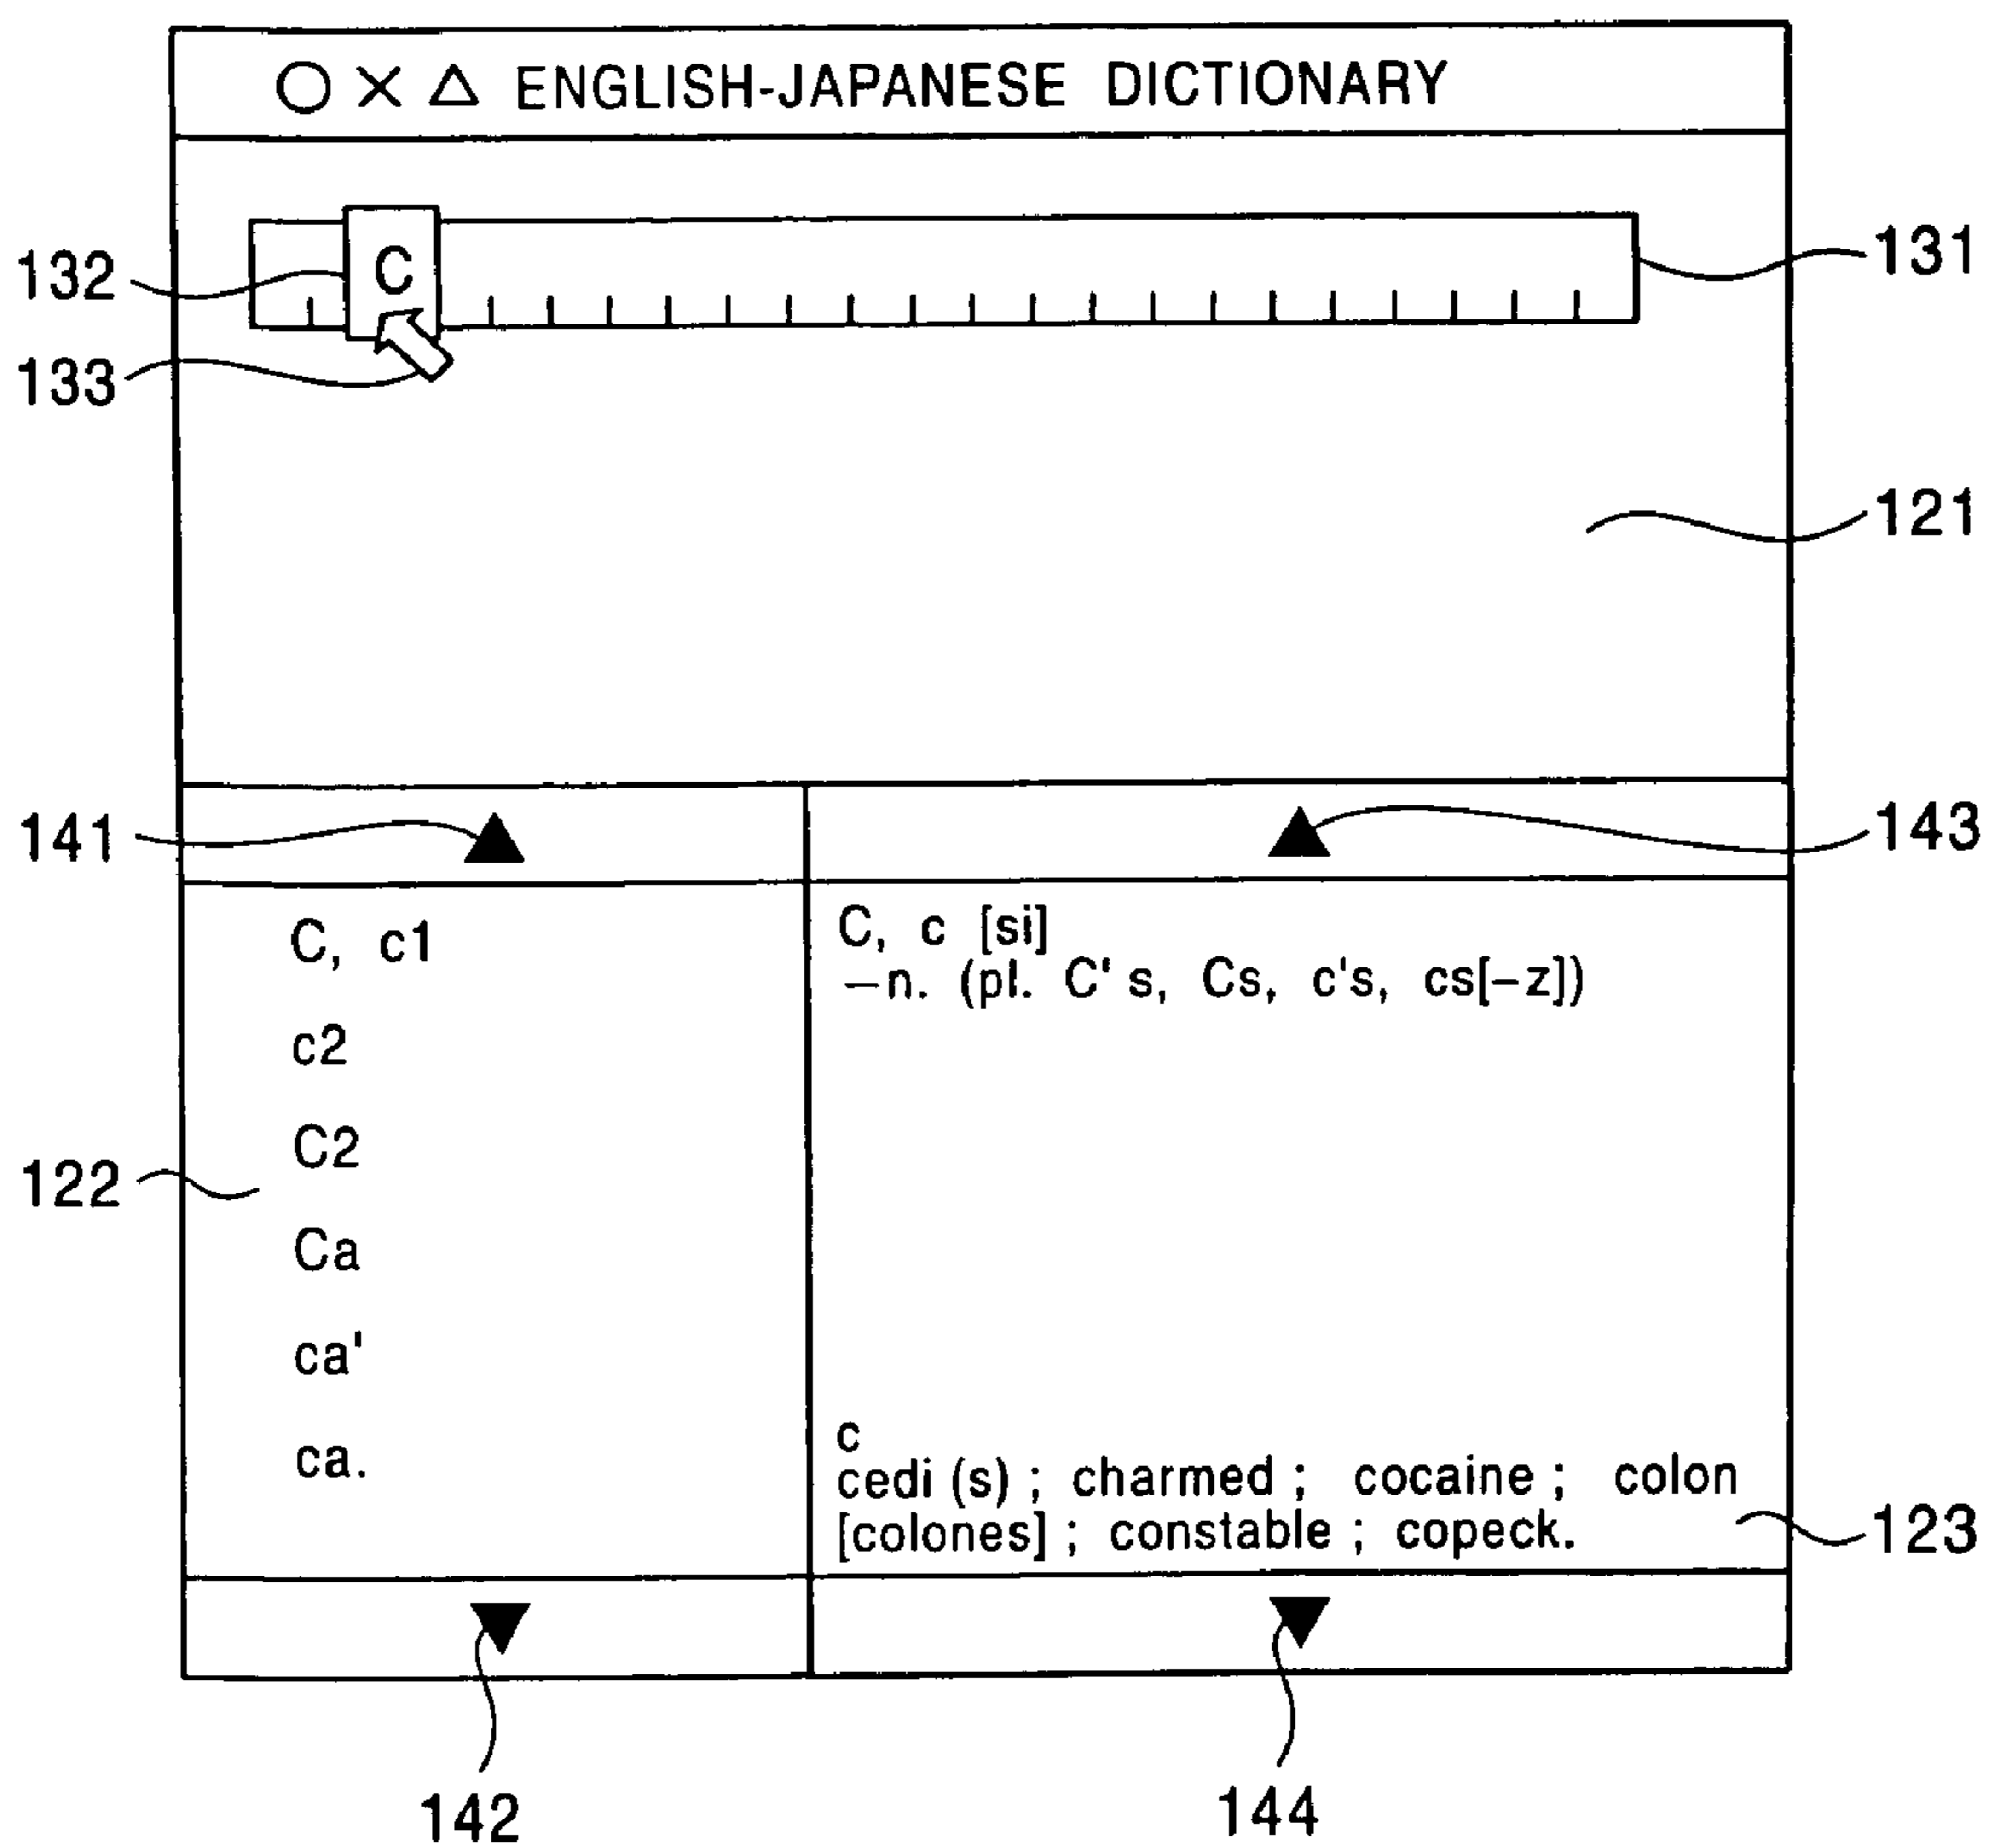 ○ × △ ENGLISH-JAPANESE DICTIONARY
131
132
C
133
121
141
143
C, c1
c2
C2
Ca
ca'
ca.
122
C, c [si]
—n. (pl. C's, Cs, c's, cs[−z])
c
cedi (s) ; charmed ; cocaine ; colon
[colones] ; constable ; copeck.
123
142
144